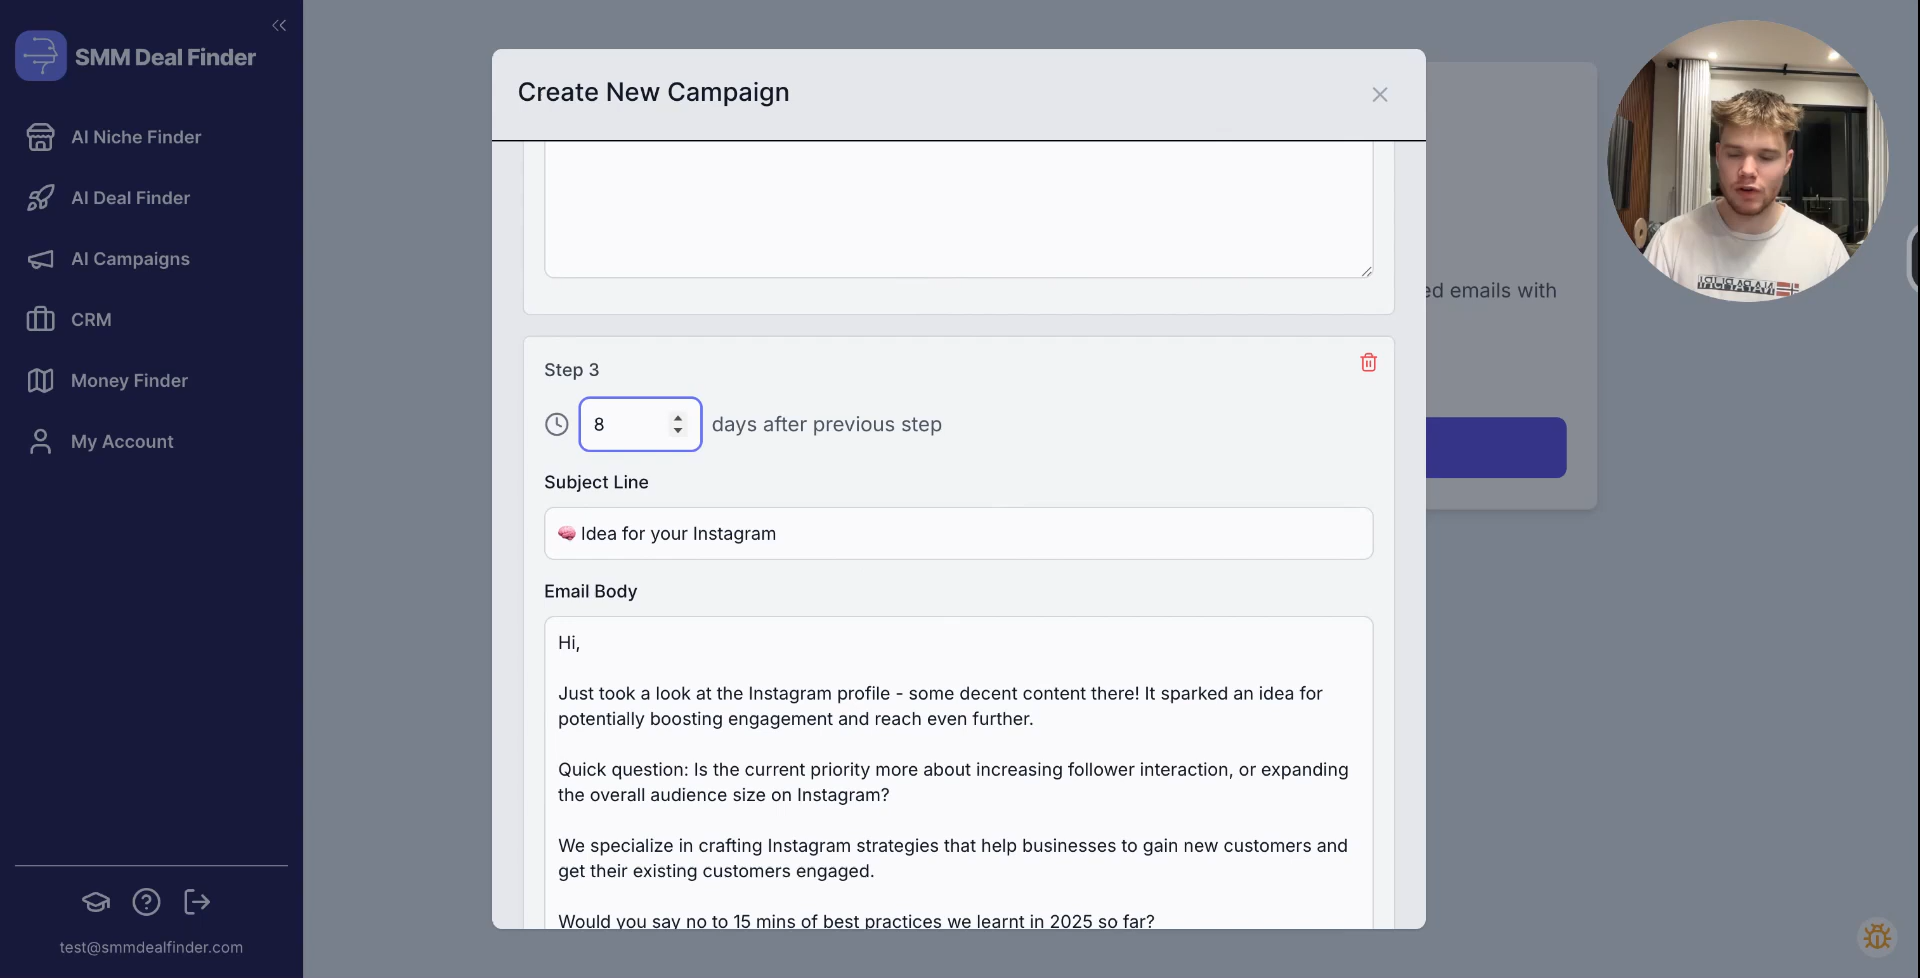 SMM Deal Finder
AI Niche Finder
AI Deal Finder
AI Campaigns
CRM
Money Finder
My Account
test@smmdealfinder.com
Create New Campaign
Step 3
8 days after previous step
Subject Line
🧠 Idea for your Instagram
Email Body
Hi,
Just took a look at the Instagram profile - some decent content there! It sparked an idea for
potentially boosting engagement and reach even further.
Quick question: Is the current priority more about increasing follower interaction, or expanding
the overall audience size on Instagram?
We specialize in crafting Instagram strategies that help businesses to gain new customers and
get their existing customers engaged.
Would you say no to 15 mins of best practices we learnt in 2025 so far?
emails with